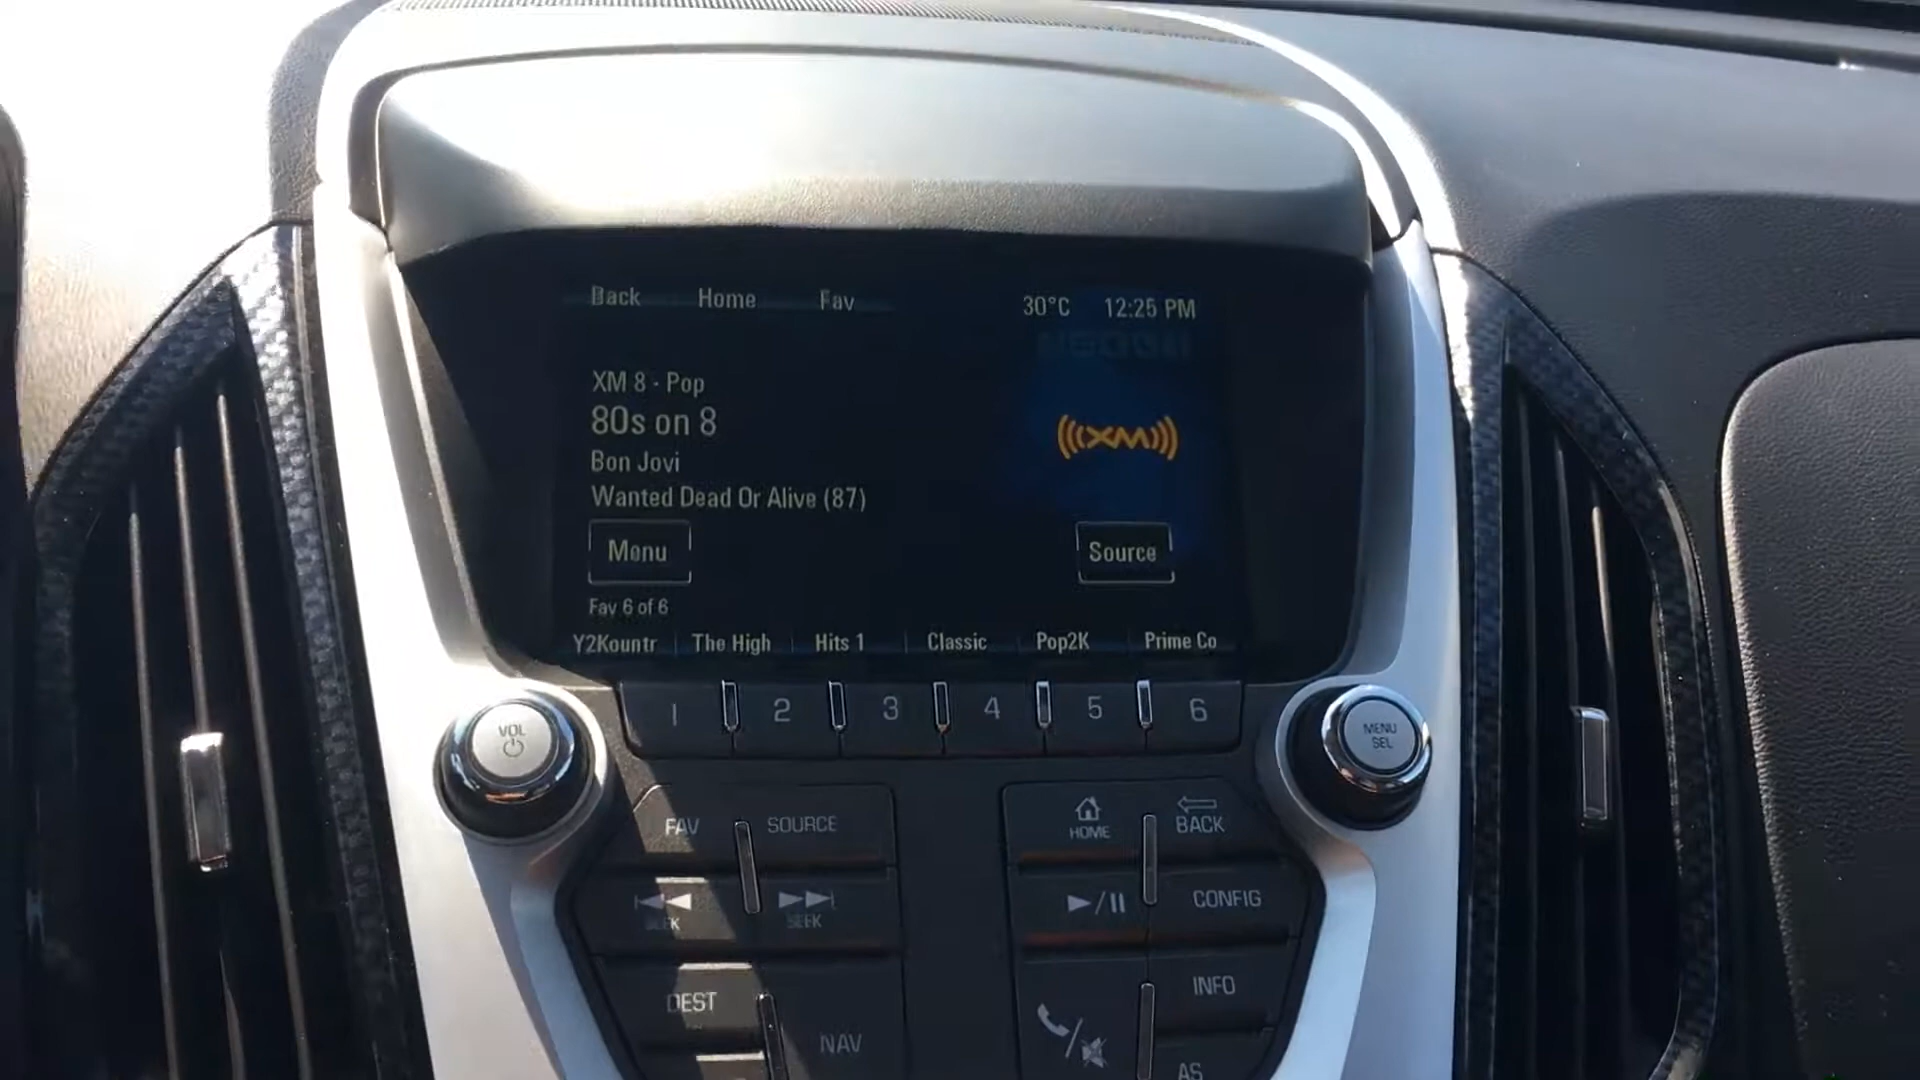 Back Home Fav 30°C 12:25 PM
XM 8 - Pop
80s on 8
((XM))
Bon Jovi
Wanted Dead Or Alive (87)
Menu Source
Fav 6 of 6
Y2Kountr The High Hits 1 Classic Pop2K Prime Co
1 2 3 4 5 6
VOL
MENU
SEL
FAV SOURCE HOME BACK
SEEK SEEK CONFIG
DEST NAV INFO
AS